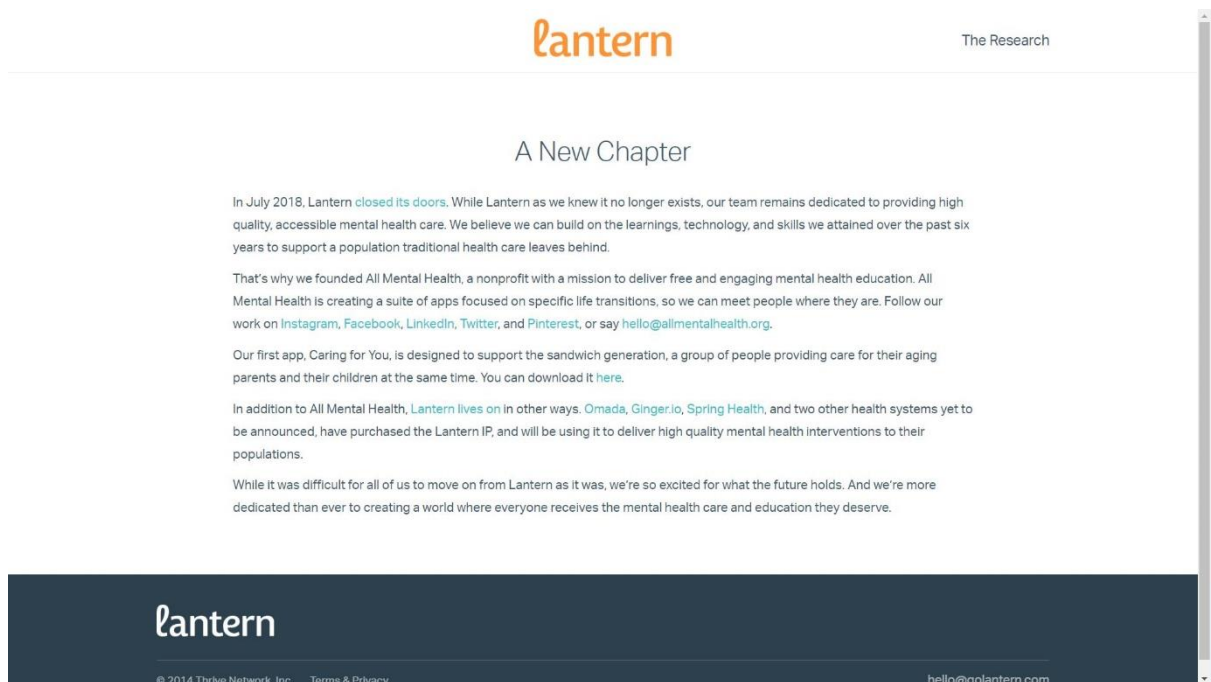 lantern
The Research
A New Chapter
In July 2018, Lantern closed its doors. While Lantern as we knew it no longer exists, our team remains dedicated to providing high
quality, accessible mental health care. We believe we can build on the learnings, technology, and skills we attained over the past six
years to support a population traditional health care leaves behind.
That's why we founded All Mental Health, a nonprofit with a mission to deliver free and engaging mental health education. All
Mental Health is creating a suite of apps focused on specific life transitions, so we can meet people where they are. Follow our
work on Instagram, Facebook, LinkedIn, Twitter, and Pinterest, or say hello@allmentalhealth.org.
Our first app, Caring for You, is designed to support the sandwich generation, a group of people providing care for their aging
parents and their children at the same time. You can download it here.
In addition to All Mental Health, Lantern lives on in other ways. Omada, Ginger.io, Spring Health, and two other health systems yet to
be announced, have purchased the Lantern IP, and will be using it to deliver high quality mental health interventions to their
populations.
While it was difficult for all of us to move on from Lantern as it was, we're so excited for what the future holds. And we're more
dedicated than ever to creating a world where everyone receives the mental health care and education they deserve.
lantern
© 2014 Thrive Network, Inc. Terms & Privacy hello@golantern.com